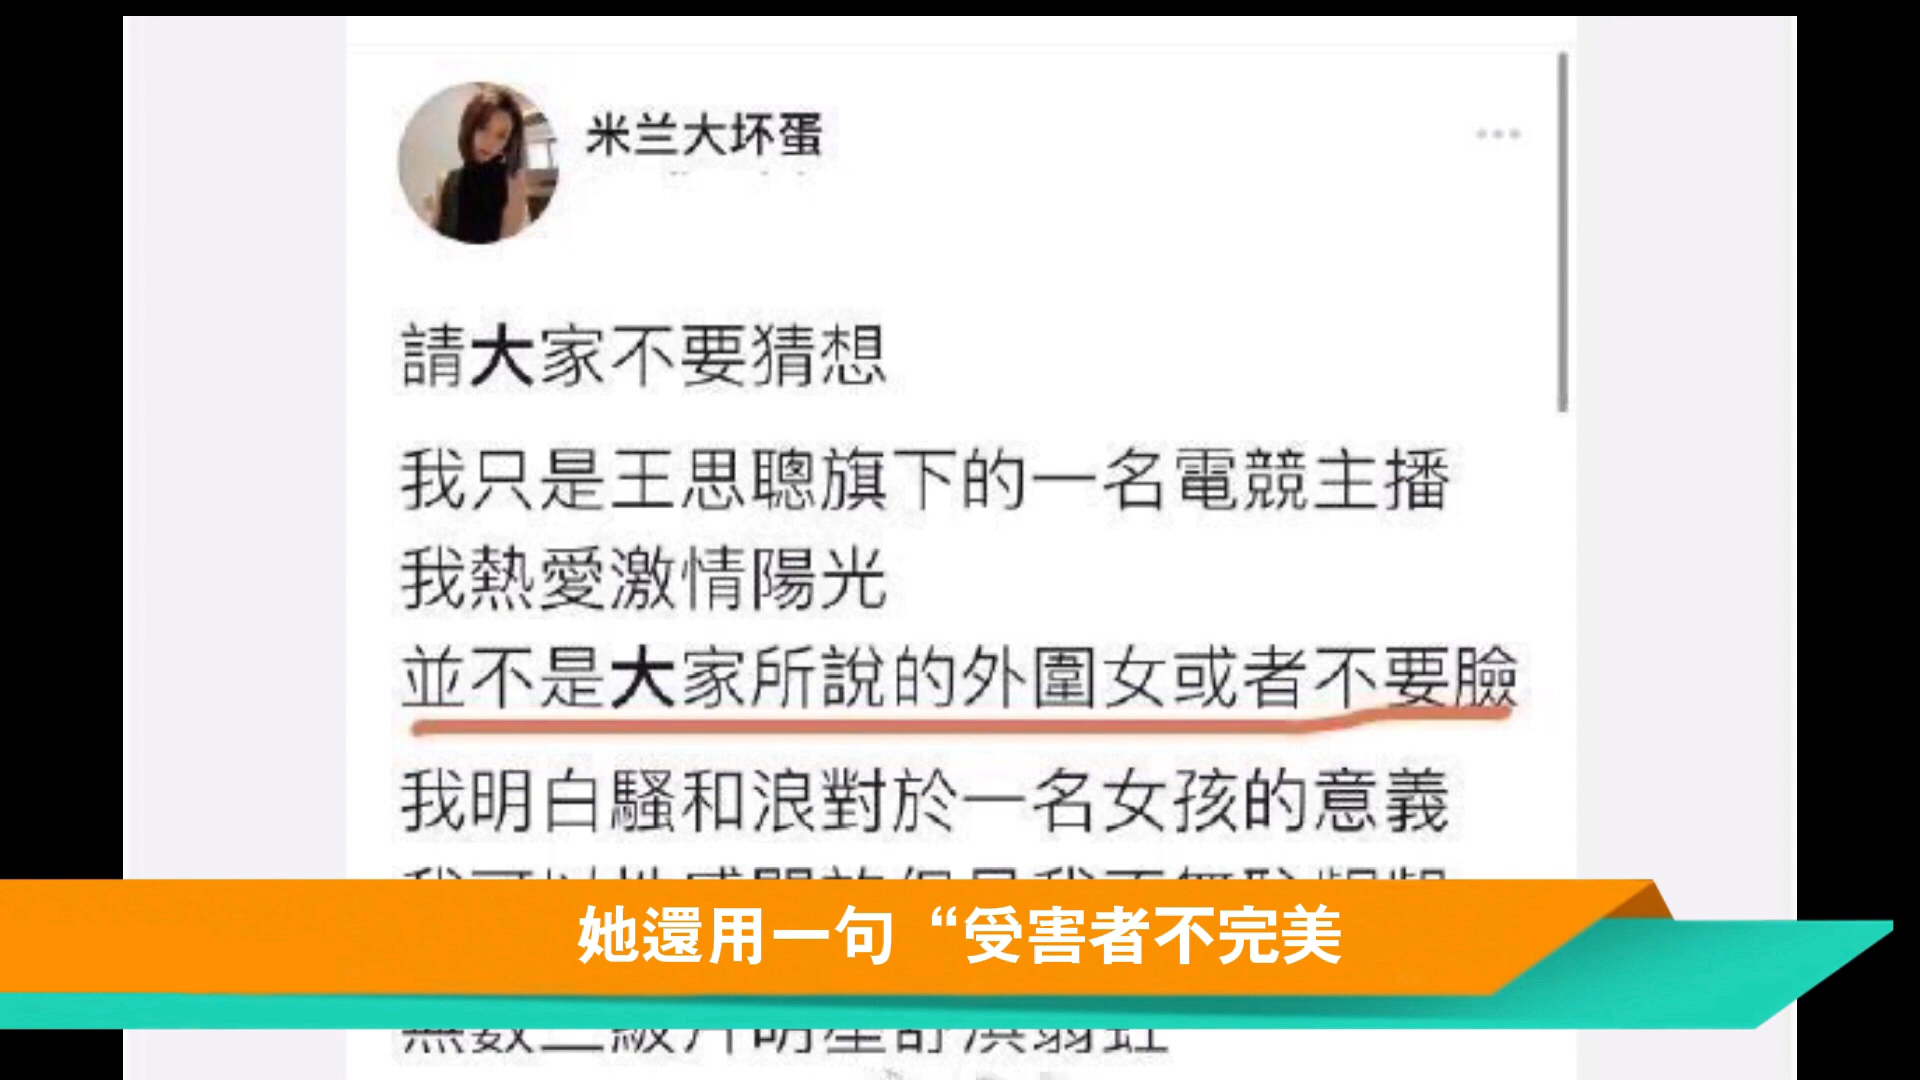 米兰大坏蛋
請大家不要猜想
我只是王思聰旗下的一名電競主播
我熱愛激情陽光
並不是大家所說的外圍女或者不要臉
我明白騷和浪對於一名女孩的意義
她還用一句“受害者不完美